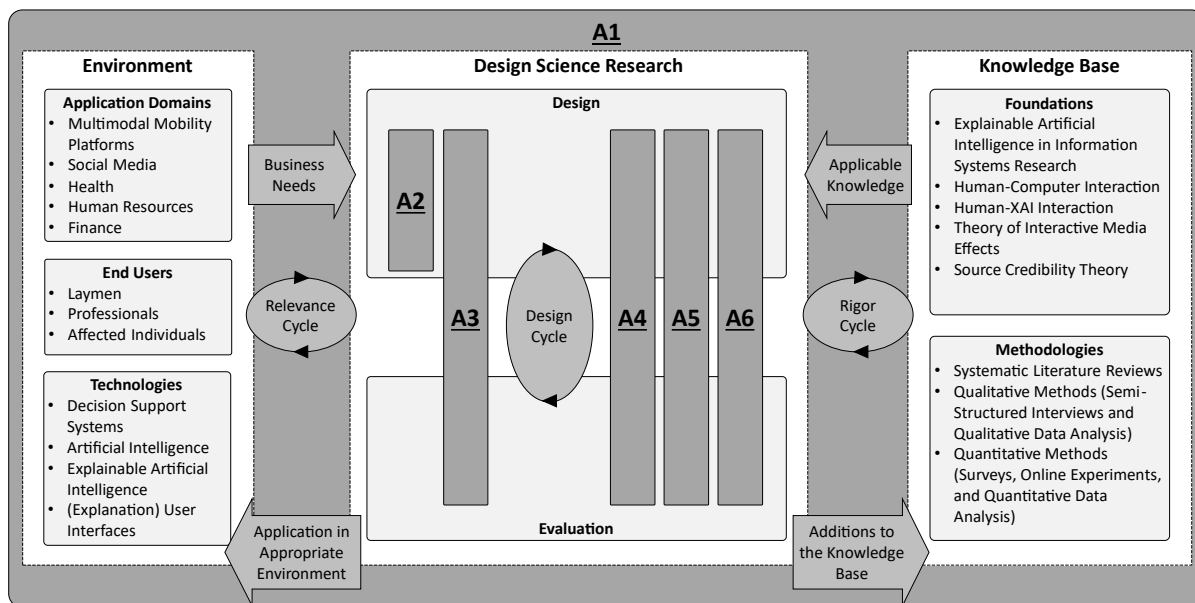 A1
Environment
Application Domains
• Multimodal Mobility
Platforms
• Social Media
• Health
• Human Resources
• Finance
End Users
• Laymen
• Professionals
• Affected Individuals
Technologies
• Decision Support
Systems
• Artificial Intelligence
• Explainable Artificial
Intelligence
• (Explanation) User
Interfaces
Business
Needs
Relevance
Cycle
Application in
Appropriate
Environment
Design Science Research
Design
A2
A3
Design
Cycle
A4
A5
A6
Evaluation
Applicable
Knowledge
Rigor
Cycle
Additions to
the Knowledge
Base
Knowledge Base
Foundations
• Explainable Artificial
Intelligence in Information
Systems Research
• Human-Computer Interaction
• Human-XAI Interaction
• Theory of Interactive Media
Effects
• Source Credibility Theory
Methodologies
• Systematic Literature Reviews
• Qualitative Methods (Semi-
Structured Interviews and
Qualitative Data Analysis)
• Quantitative Methods
(Surveys, Online Experiments,
and Quantitative Data
Analysis)